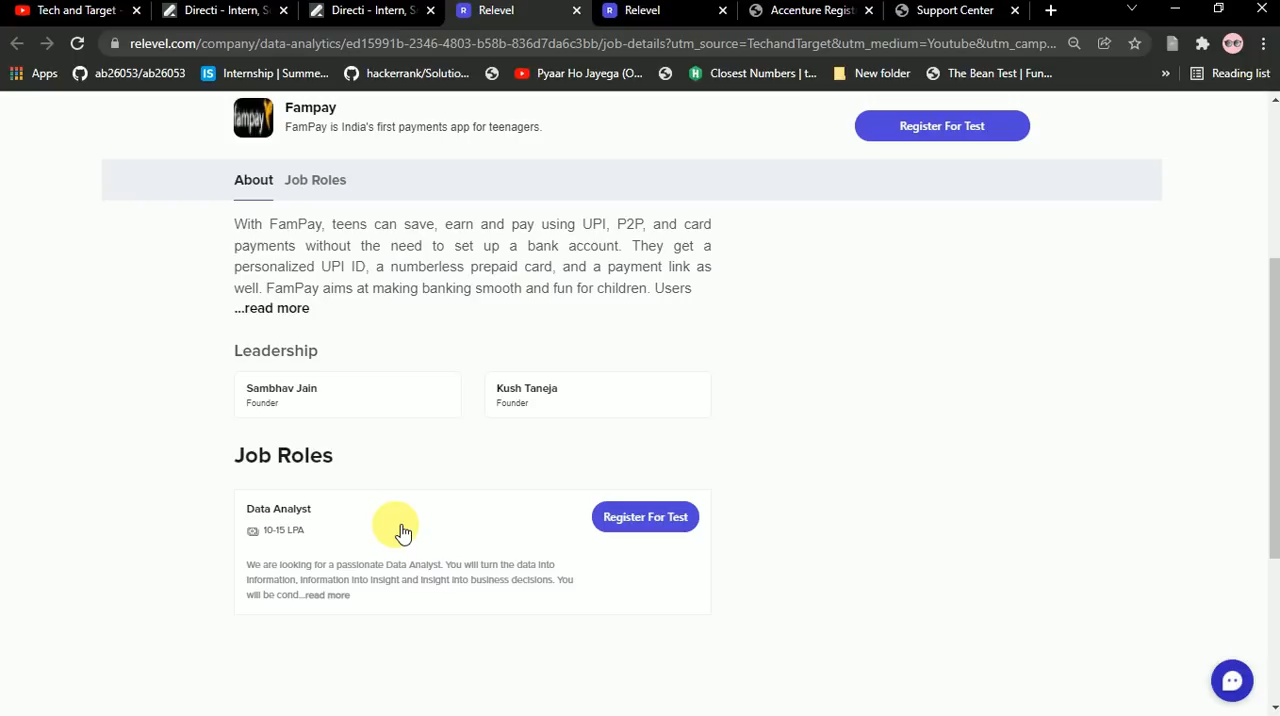 Tech and Target -
Directi - Intern, S
Directi - Intern, S
Relevel
Relevel
Accenture Regist
Support Center
relevel.com/company/data-analytics/ed15991b-2346-4803-b58b-836d7da6c3bb/job-details?utm_source=TechandTarget&utm_medium=Youtube&utm_camp...
Apps
ab26053/ab26053
IS
Internship | Summe...
hackerrank/Solutio...
Pyaar Ho Jayega (O...
H
Closest Numbers | t...
New folder
The Bean Test | Fun...
»
Reading list
fampay
Fampay
FamPay is India's first payments app for teenagers.
Register For Test
About
Job Roles
With FamPay, teens can save, earn and pay using UPI, P2P, and card
payments without the need to set up a bank account. They get a
personalized UPI ID, a numberless prepaid card, and a payment link as
well. FamPay aims at making banking smooth and fun for children. Users
...read more
Leadership
Sambhav Jain
Founder
Kush Taneja
Founder
Job Roles
Data Analyst
10-15 LPA
Register For Test
We are looking for a passionate Data Analyst. You will turn the data into
information, information into insight and insight into business decisions. You
will be cond...read more